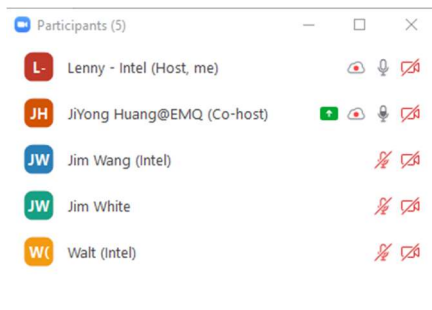 Participants (5)
L- Lenny - Intel (Host, me)
JH JiYong Huang@EMQ (Co-host)
JW Jim Wang (Intel)
JW Jim White
W( Walt (Intel)